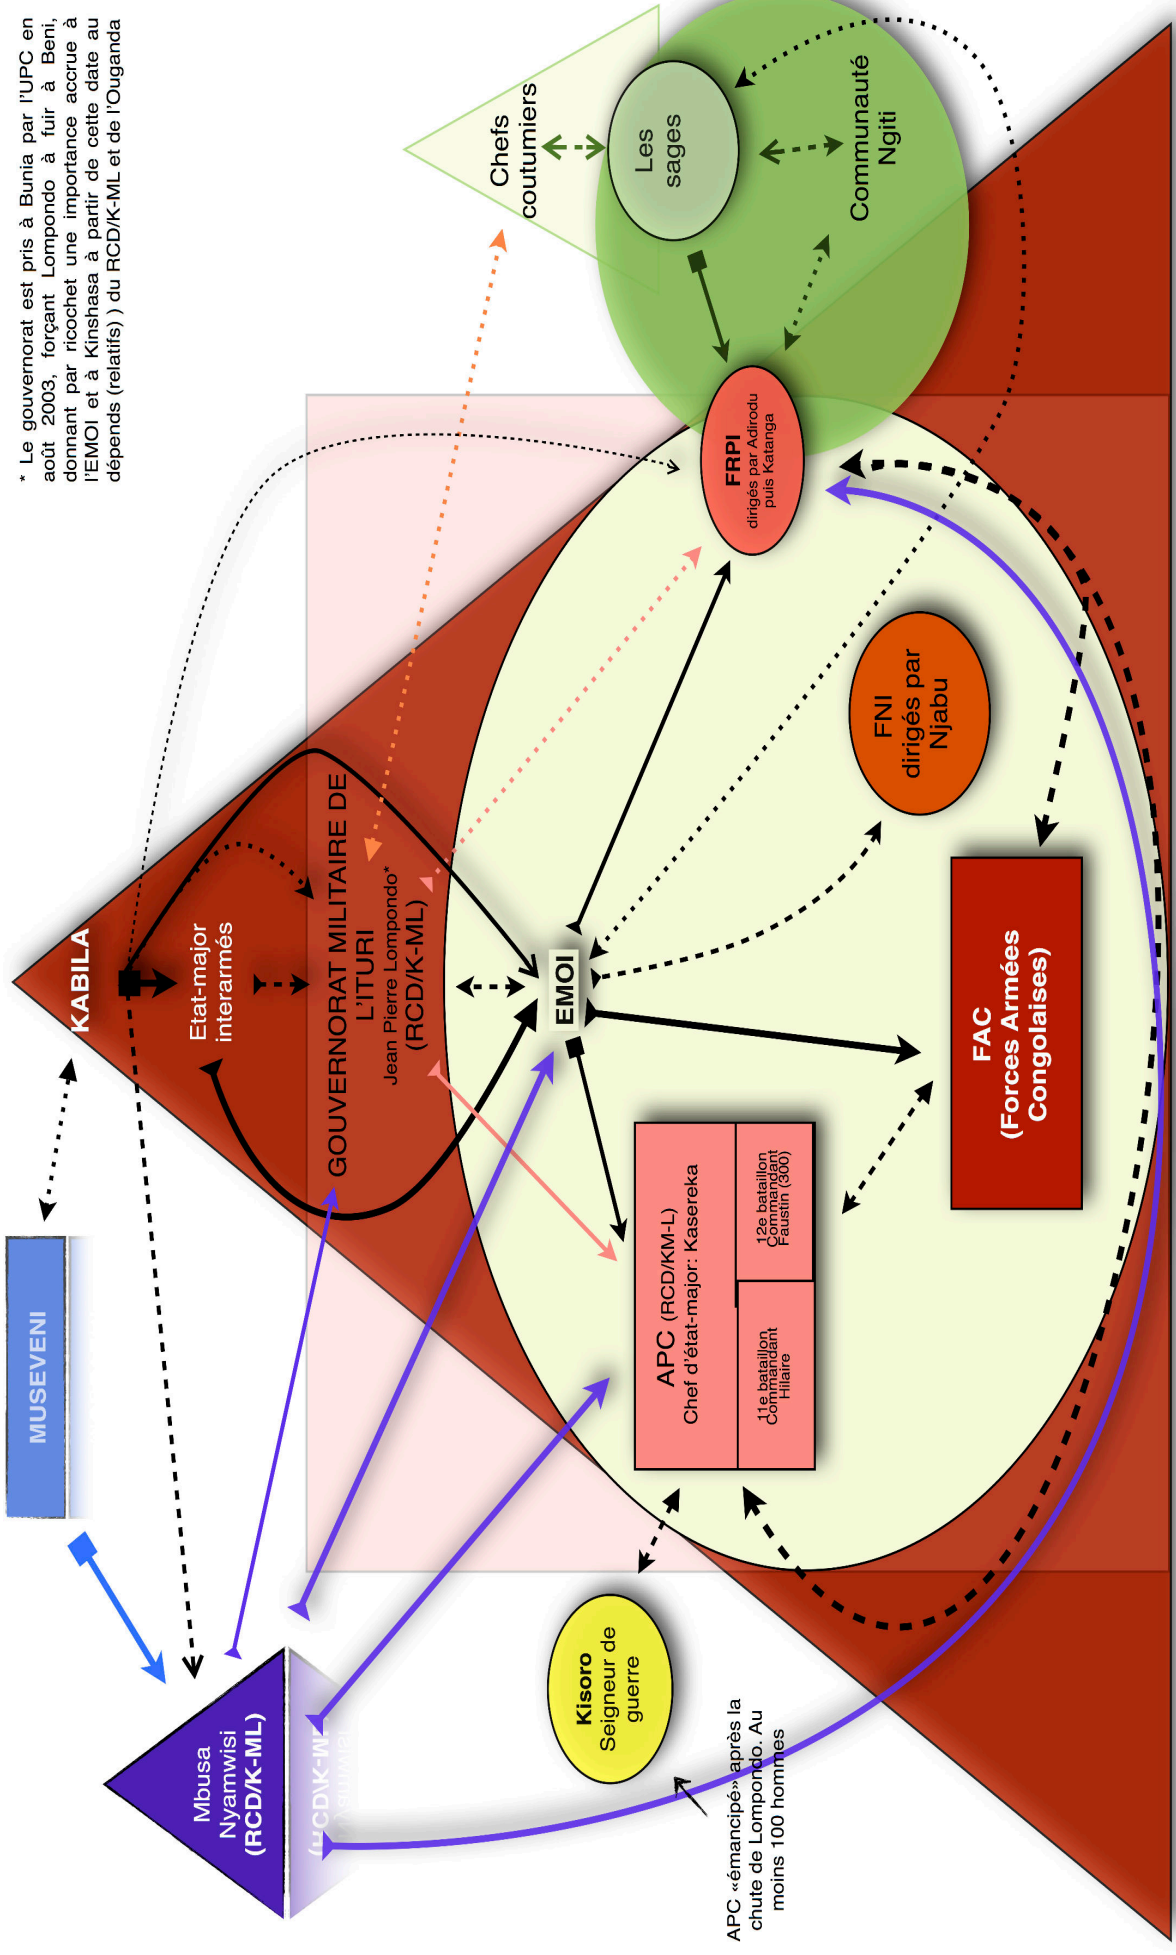 Mbusa
Nyamwisi
(RCD/K-ML)
MUSEVENI
KABILA
* Le gouvernorat est pris à Bunia par l'UPC en
août 2003, forçant Lompondo à fuir à Beni,
donnant par ricochet une importance accrue à
l'EMOI et à Kinshasa à partir de cette date au
dépends (relatifs) ) du RCD/K-ML et de l'Ouganda
Etat-major
interarmés
GOUVERNORAT MILITAIRE DE
L'ITURI
Jean Pierre Lompondo*
(RCD/K-ML)
Chefs
coutumiers
Les
sages
Communauté
Ngiti
EMOI
FRPI
dirigés par Adirodu
puis Katanga
Kisoro
Seigneur de
guerre
APC (RCD/KM-L)
Chef d'état-major: Kasereka
11e bataillon
Commandant
Hilaire
12e bataillon
Commandant
Faustin (300)
FNI
dirigés par
Njabu
APC «émancipé» après la
chute de Lompondo. Au
moins 100 hommes
FAC
(Forces Armées
Congolaises)